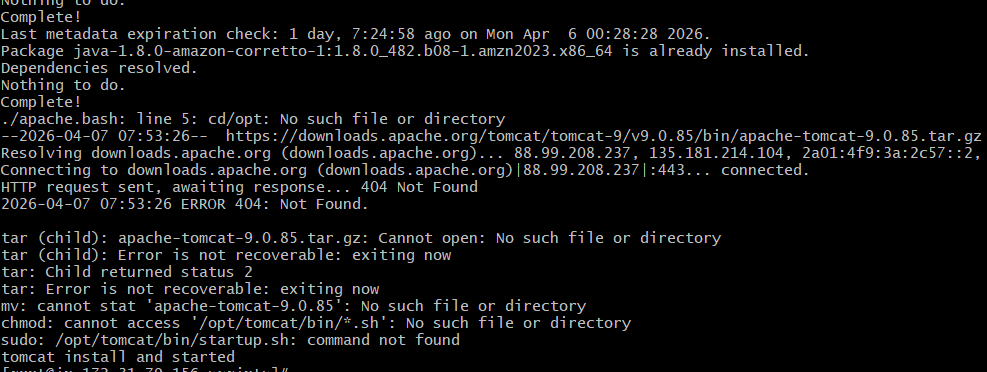 Nothing to do.
Complete!
Last metadata expiration check: 1 day, 7:24:58 ago on Mon Apr  6 00:28:28 2026.
Package java-1.8.0-amazon-corretto-1:1.8.0_482.b08-1.amzn2023.x86_64 is already installed.
Dependencies resolved.
Nothing to do.
Complete!
./apache.bash: line 5: cd/opt: No such file or directory
--2026-04-07 07:53:26--  https://downloads.apache.org/tomcat/tomcat-9/v9.0.85/bin/apache-tomcat-9.0.85.tar.gz
Resolving downloads.apache.org (downloads.apache.org)... 88.99.208.237, 135.181.214.104, 2a01:4f9:3a:2c57::2,
Connecting to downloads.apache.org (downloads.apache.org)|88.99.208.237|:443... connected.
HTTP request sent, awaiting response... 404 Not Found
2026-04-07 07:53:26 ERROR 404: Not Found.

tar (child): apache-tomcat-9.0.85.tar.gz: Cannot open: No such file or directory
tar (child): Error is not recoverable: exiting now
tar: Child returned status 2
tar: Error is not recoverable: exiting now
mv: cannot stat 'apache-tomcat-9.0.85': No such file or directory
chmod: cannot access '/opt/tomcat/bin/*.sh': No such file or directory
sudo: /opt/tomcat/bin/startup.sh: command not found
tomcat install and started